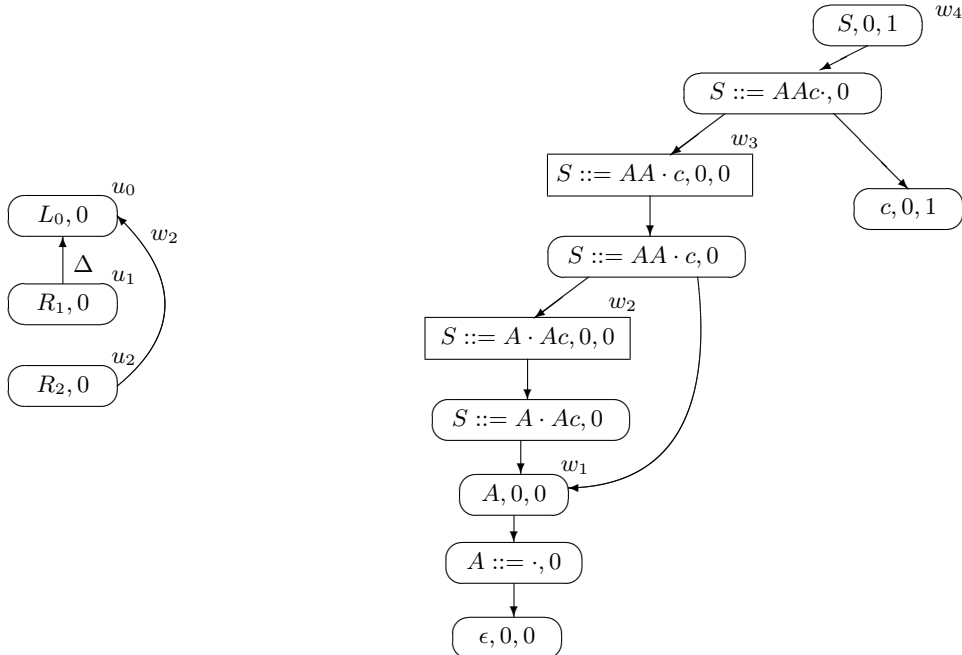 S, 0, 1
w4
S ::= AAc·, 0
w3
S ::= AA · c, 0, 0
c, 0, 1
u0
L0, 0
w2
S ::= AA · c, 0
Δ
u1
R1, 0
w2
S ::= A · Ac, 0, 0
u2
R2, 0
S ::= A · Ac, 0
w1
A, 0, 0
A ::= ·, 0
ϵ, 0, 0